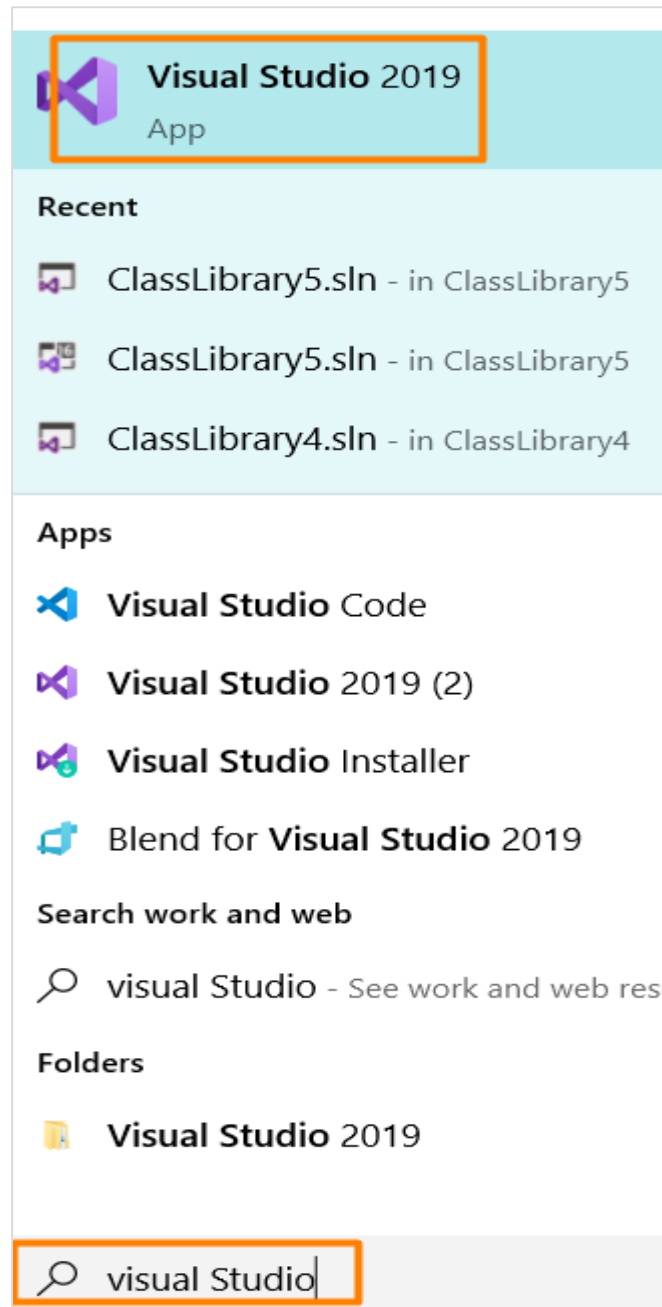 Visual Studio 2019
App
Recent
ClassLibrary5.sln - in ClassLibrary5
16
ClassLibrary5.sln - in ClassLibrary5
ClassLibrary4.sln - in ClassLibrary4
Apps
Visual Studio Code
Visual Studio 2019 (2)
Visual Studio Installer
Blend for Visual Studio 2019
Search work and web
visual Studio - See work and web res
Folders
Visual Studio 2019
visual Studio